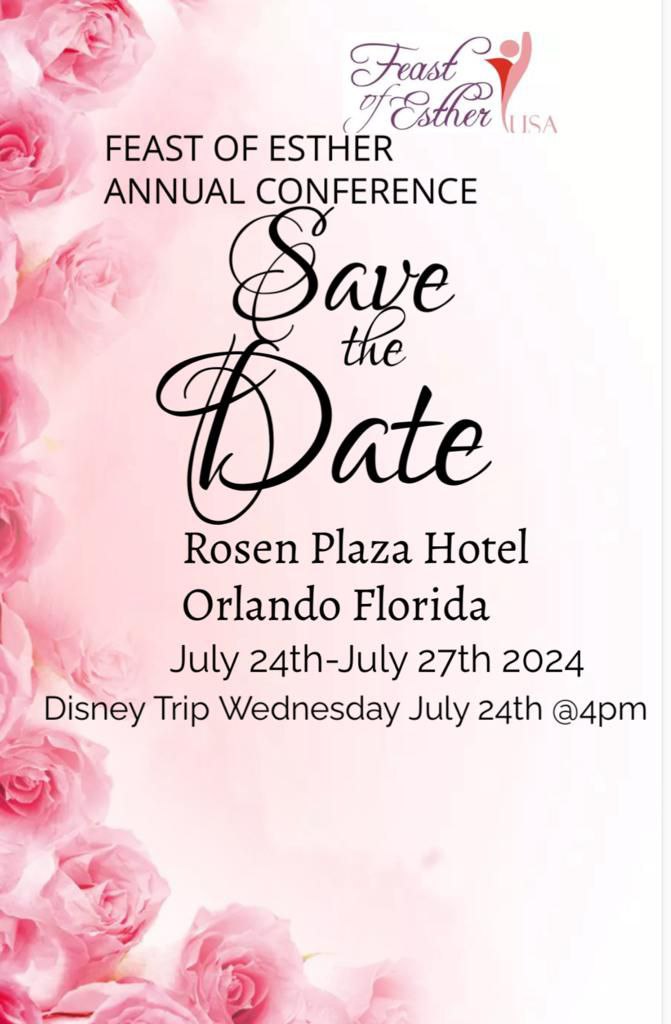 Feast
of Esther
USA
FEAST OF ESTHER
ANNUAL CONFERENCE
Save
the
Date
Rosen Plaza Hotel
Orlando Florida
July 24th-July 27th 2024
Disney Trip Wednesday July 24th @4pm